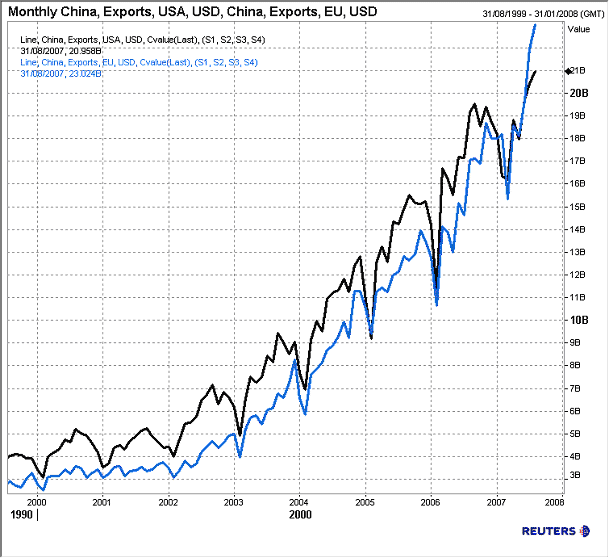 Monthly China, Exports, USA, USD, China, Exports, EU, USD
31/08/1999 - 31/01/2008 (GMT)
Value
Line, China, Exports, USA, USD, Cvalue(Last), (S1, S2, S3, S4)
31/08/2007, 20.958B
Line, China, Exports, EU, USD, Cvalue(Last), (S1, S2, S3, S4)
31/08/2007, 23.024B
21B
20B
19B
18B
17B
16B
15B
14B
13B
12B
11B
10B
9B
8B
7B
6B
5B
4B
3B
2000
2001
2002
2003
2004
2005
2006
2007
2008
1990
2000
REUTERS